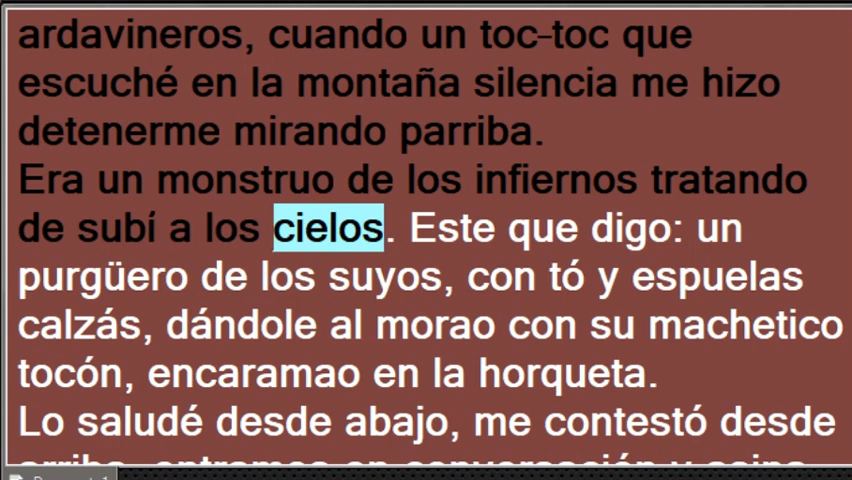 ardavineros, cuando un toc-toc que
escuché en la montaña silencia me hizo
detenerme mirando parriba.
Era un monstruo de los infiernos tratando
de subí a los cielos. Este que digo: un
purgüero de los suyos, con tó y espuelas
calzás, dándole al morao con su machetico
tocón, encaramao en la horqueta.
Lo saludé desde abajo, me contestó desde